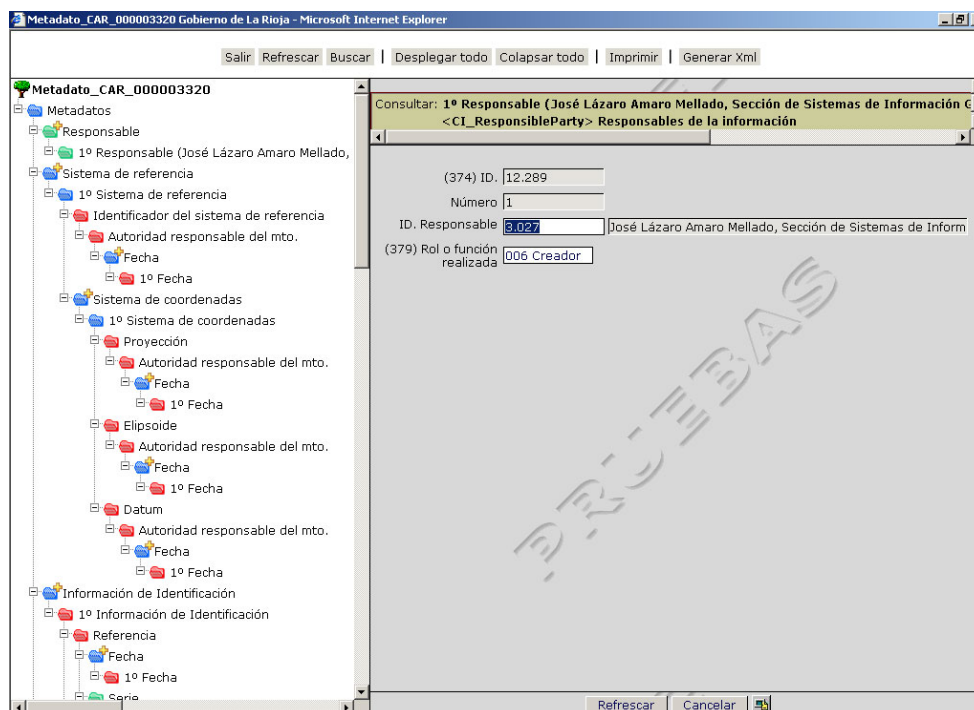 Metadato_CAR_000003320 Gobierno de La Rioja - Microsoft Internet Explorer
Salir Refrescar Buscar | Desplegar todo Colapsar todo | Imprimir | Generar Xml
Metadato_CAR_000003320
Metadatos
Responsable
1º Responsable (José Lázaro Amaro Mellado,
Sistema de referencia
1º Sistema de referencia
Identificador del sistema de referencia
Autoridad responsable del mto.
Fecha
1º Fecha
Sistema de coordenadas
1º Sistema de coordenadas
Proyección
Autoridad responsable del mto.
Fecha
1º Fecha
Elipsoide
Autoridad responsable del mto.
Fecha
1º Fecha
Datum
Autoridad responsable del mto.
Fecha
1º Fecha
Información de Identificación
1º Información de Identificación
Referencia
Fecha
1º Fecha
Serie
Consultar: 1º Responsable (José Lázaro Amaro Mellado, Sección de Sistemas de Información G
<CI_ResponsibleParty> Responsables de la información
(374) ID. 12.289
Número 1
ID. Responsable 3.027 José Lázaro Amaro Mellado, Sección de Sistemas de Inform
(379) Rol o función
realizada 006 Creador
PRUEBAS
Refrescar Cancelar